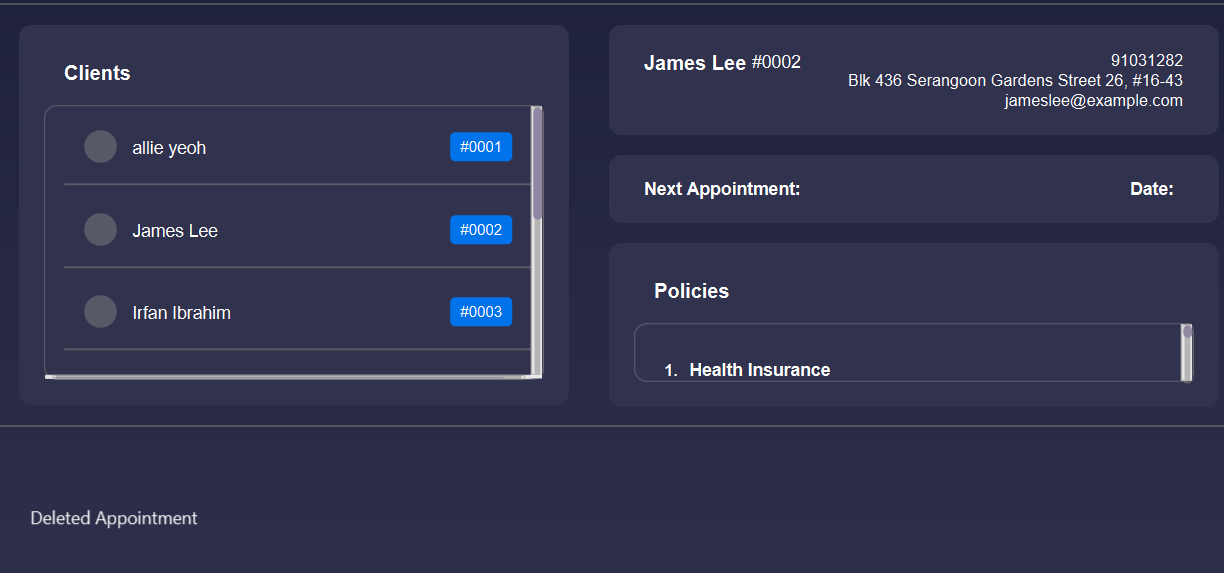 Clients
allie yeoh #0001
James Lee #0002
Irfan Ibrahim #0003
James Lee #0002
91031282
Blk 436 Serangoon Gardens Street 26, #16-43
jameslee@example.com
Next Appointment: Date:
Policies
1. Health Insurance
Deleted Appointment